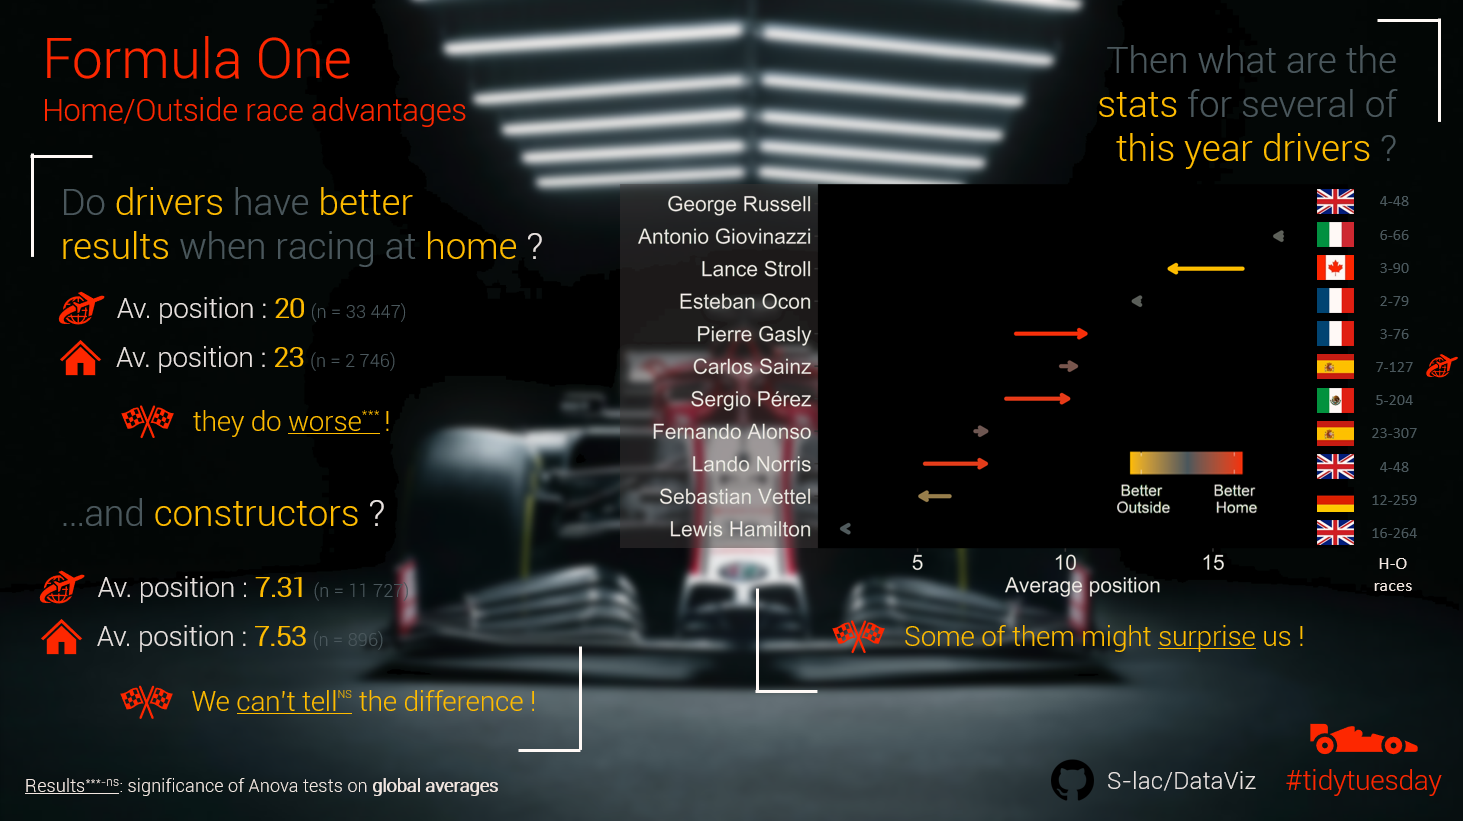 Formula One
Home/Outside race advantages
Do drivers have better
results when racing at home ?
Av. position : 20 (n = 33 447)
Av. position : 23 (n = 2 746)
they do worse*** !
...and constructors ?
Av. position : 7.31 (n = 11 727)
Av. position : 7.53 (n = 896)
We can't tell NS the difference !
Results***-ns: significance of Anova tests on global averages
Then what are the
stats for several of
this year drivers ?
George Russell 4-48
Antonio Giovinazzi 6-66
Lance Stroll 3-90
Esteban Ocon 2-79
Pierre Gasly 3-76
Carlos Sainz 7-127
Sergio Pérez 5-204
Fernando Alonso 23-307
Lando Norris 4-48
Sebastian Vettel 12-259
Lewis Hamilton 16-264
Better
Outside
Better
Home
5 10 15
Average position
H-O
races
Some of them might surprise us !
S-lac/DataViz
#tidytuesday